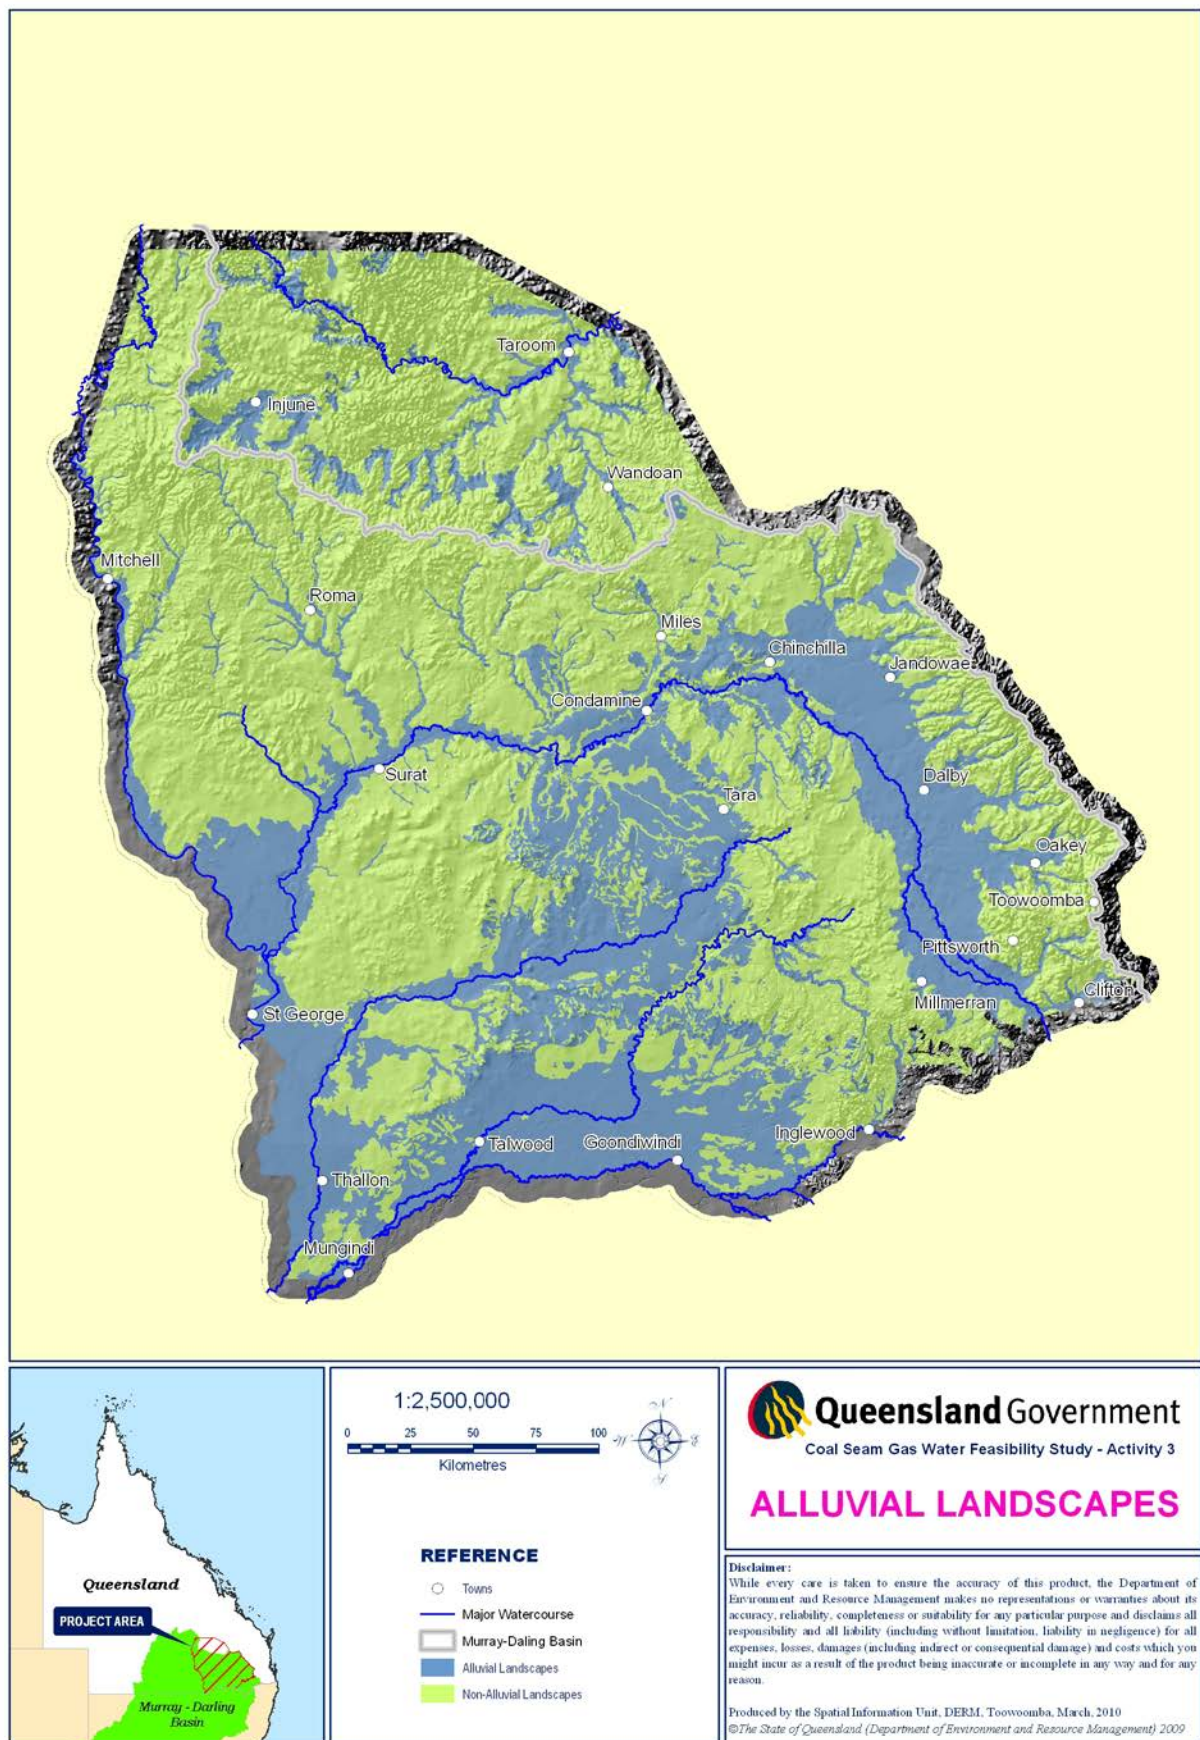 Taroom
Injune
Wandoan
Mitchell
Roma
Miles
Chinchilla
Jandowae
Condamine
Surat
Dalby
Tara
Oakey
Toowoomba
Pittsworth
Millmerran
Clifton
St George
Inglewood
Talwood
Goondiwindi
Thallon
Mungindi
Queensland
PROJECT AREA
Murray - Darling
Basin
1:2,500,000
0 25 50 75 100
Kilometres
N
W
E
S
REFERENCE
Towns
Major Watercourse
Murray-Daling Basin
Alluvial Landscapes
Non-Alluvial Landscapes
Queensland Government
Coal Seam Gas Water Feasibility Study - Activity 3
ALLUVIAL LANDSCAPES
Disclaimer:
While every care is taken to ensure the accuracy of this product, the Department of
Environment and Resource Management makes no representations or warranties about its
accuracy, reliability, completeness or suitability for any particular purpose and disclaims all
responsibility and all liability (including without limitation, liability in negligence) for all
expenses, losses, damages (including indirect or consequential damage) and costs which you
might incur as a result of the product being inaccurate or incomplete in any way and for any
reason.
Produced by the Spatial Information Unit, DERM, Toowoomba, March, 2010
©The State of Queensland (Department of Environment and Resource Management) 2009